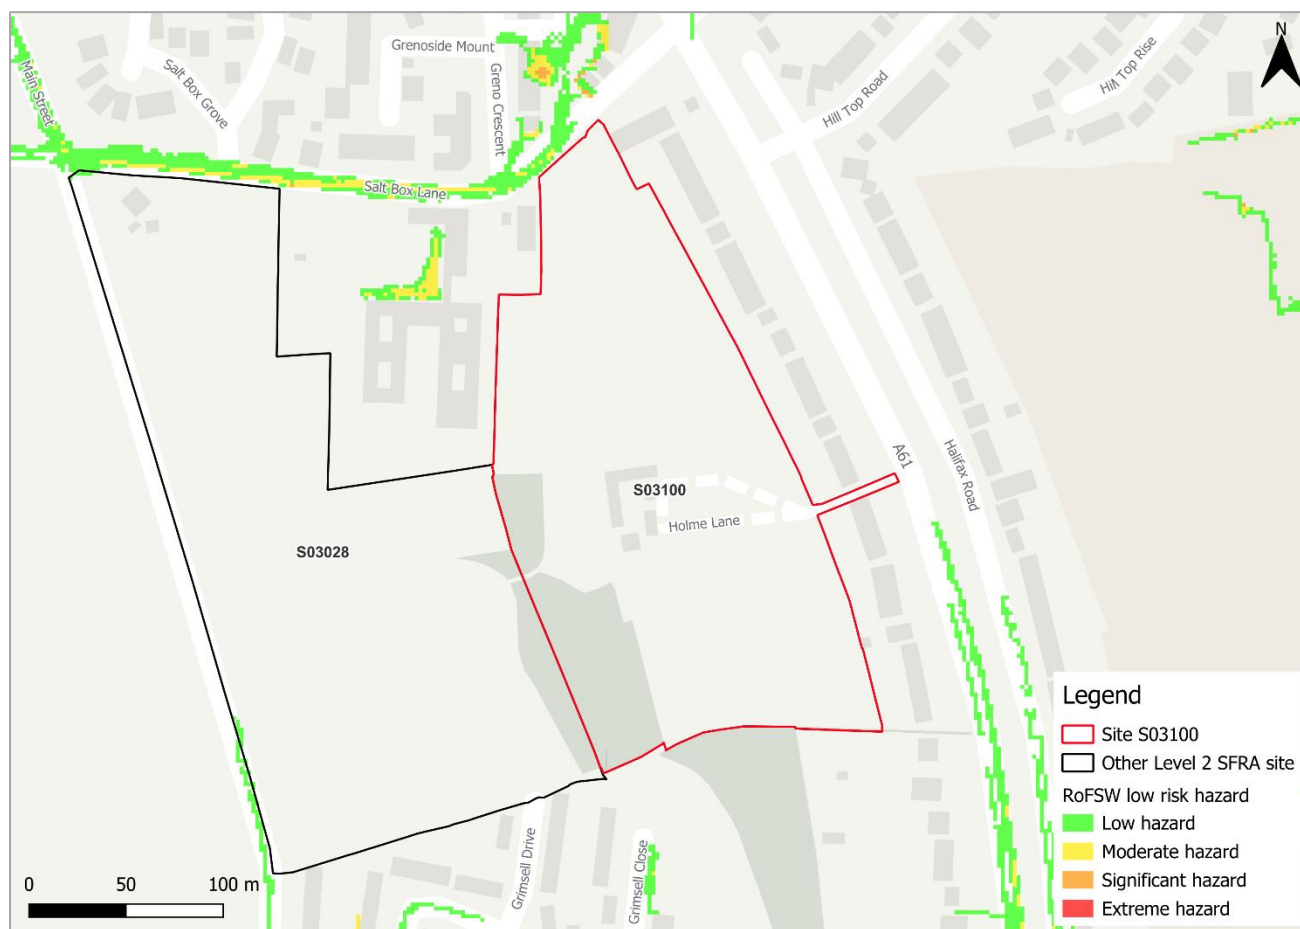 Grenoside Mount
N
Main Street
Salt Box Grove
Greno Crescent
Hill Top Road
Hill Top Rise
Salt Box Lane
A61
Halifax Road
S03100
Holme Lane
S03028
Grimsell Drive
Grimsell Close
Legend
Site S03100
Other Level 2 SFRA site
RoFSW low risk hazard
Low hazard
Moderate hazard
Significant hazard
Extreme hazard
0 50 100 m